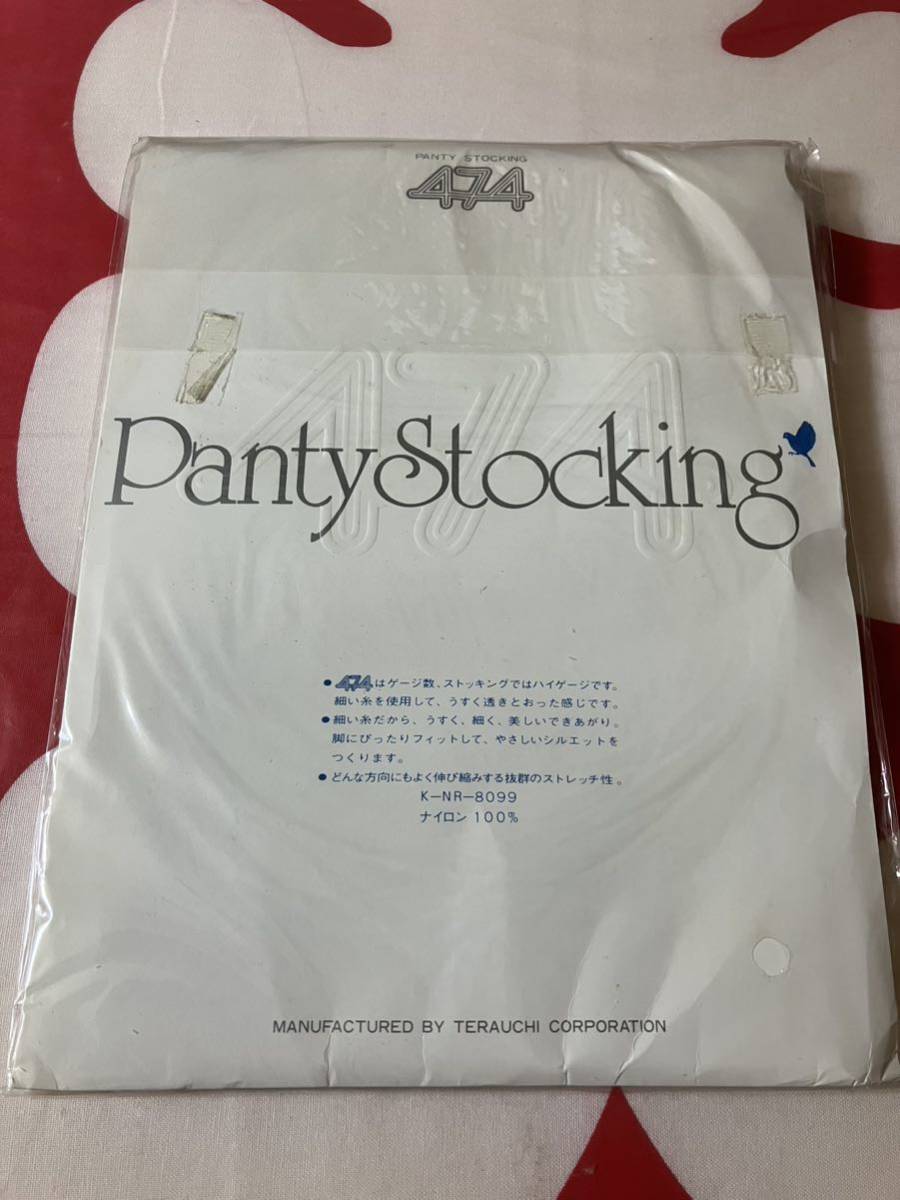 PANTY STOCKING
474
474
PantyStocking
● 474はゲージ数、ストッキングではハイゲージです。
細い糸を使用して、うすく透きとおった感じです。
● 細い糸だから、うすく、細く、美しいできあがり。
脚にぴったりフィットして、やさしいシルエットを
つくります。
● どんな方向にもよく伸び縮みする抜群のストレッチ性。
K-NR-8099
ナイロン 100%
MANUFACTURED BY TERAUCHI CORPORATION